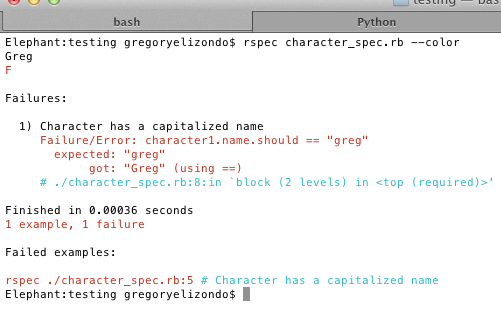 testing — bas
bash Python
Elephant:testing gregoryelizondo$ rspec character_spec.rb --color
Greg
F
Failures:
1) Character has a capitalized name
Failure/Error: character1.name.should == "greg"
expected: "greg"
got: "Greg" (using ==)
# ./character_spec.rb:8:in `block (2 levels) in <top (required)>'
Finished in 0.00036 seconds
1 example, 1 failure
Failed examples:
rspec ./character_spec.rb:5 # Character has a capitalized name
Elephant:testing gregoryelizondo$